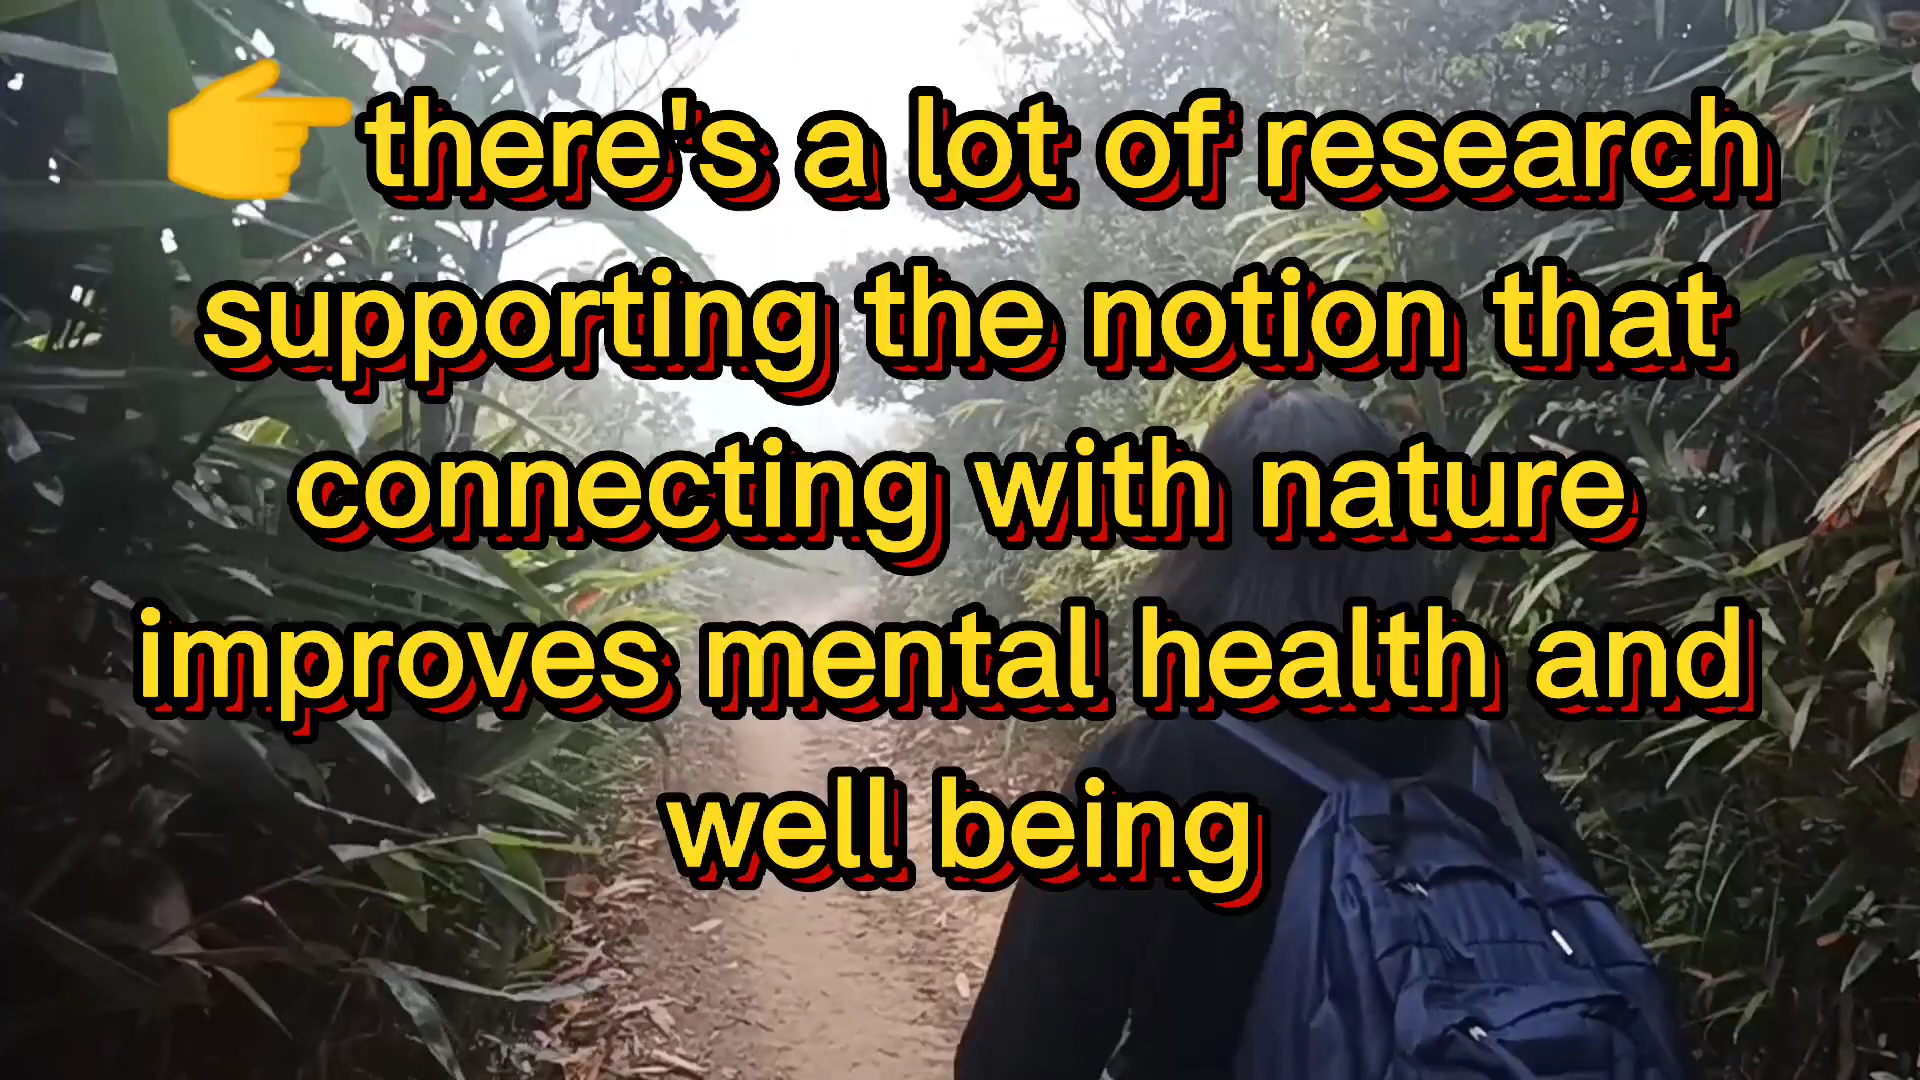 👉there's a lot of research
supporting the notion that
connecting with nature
improves mental health and
well being